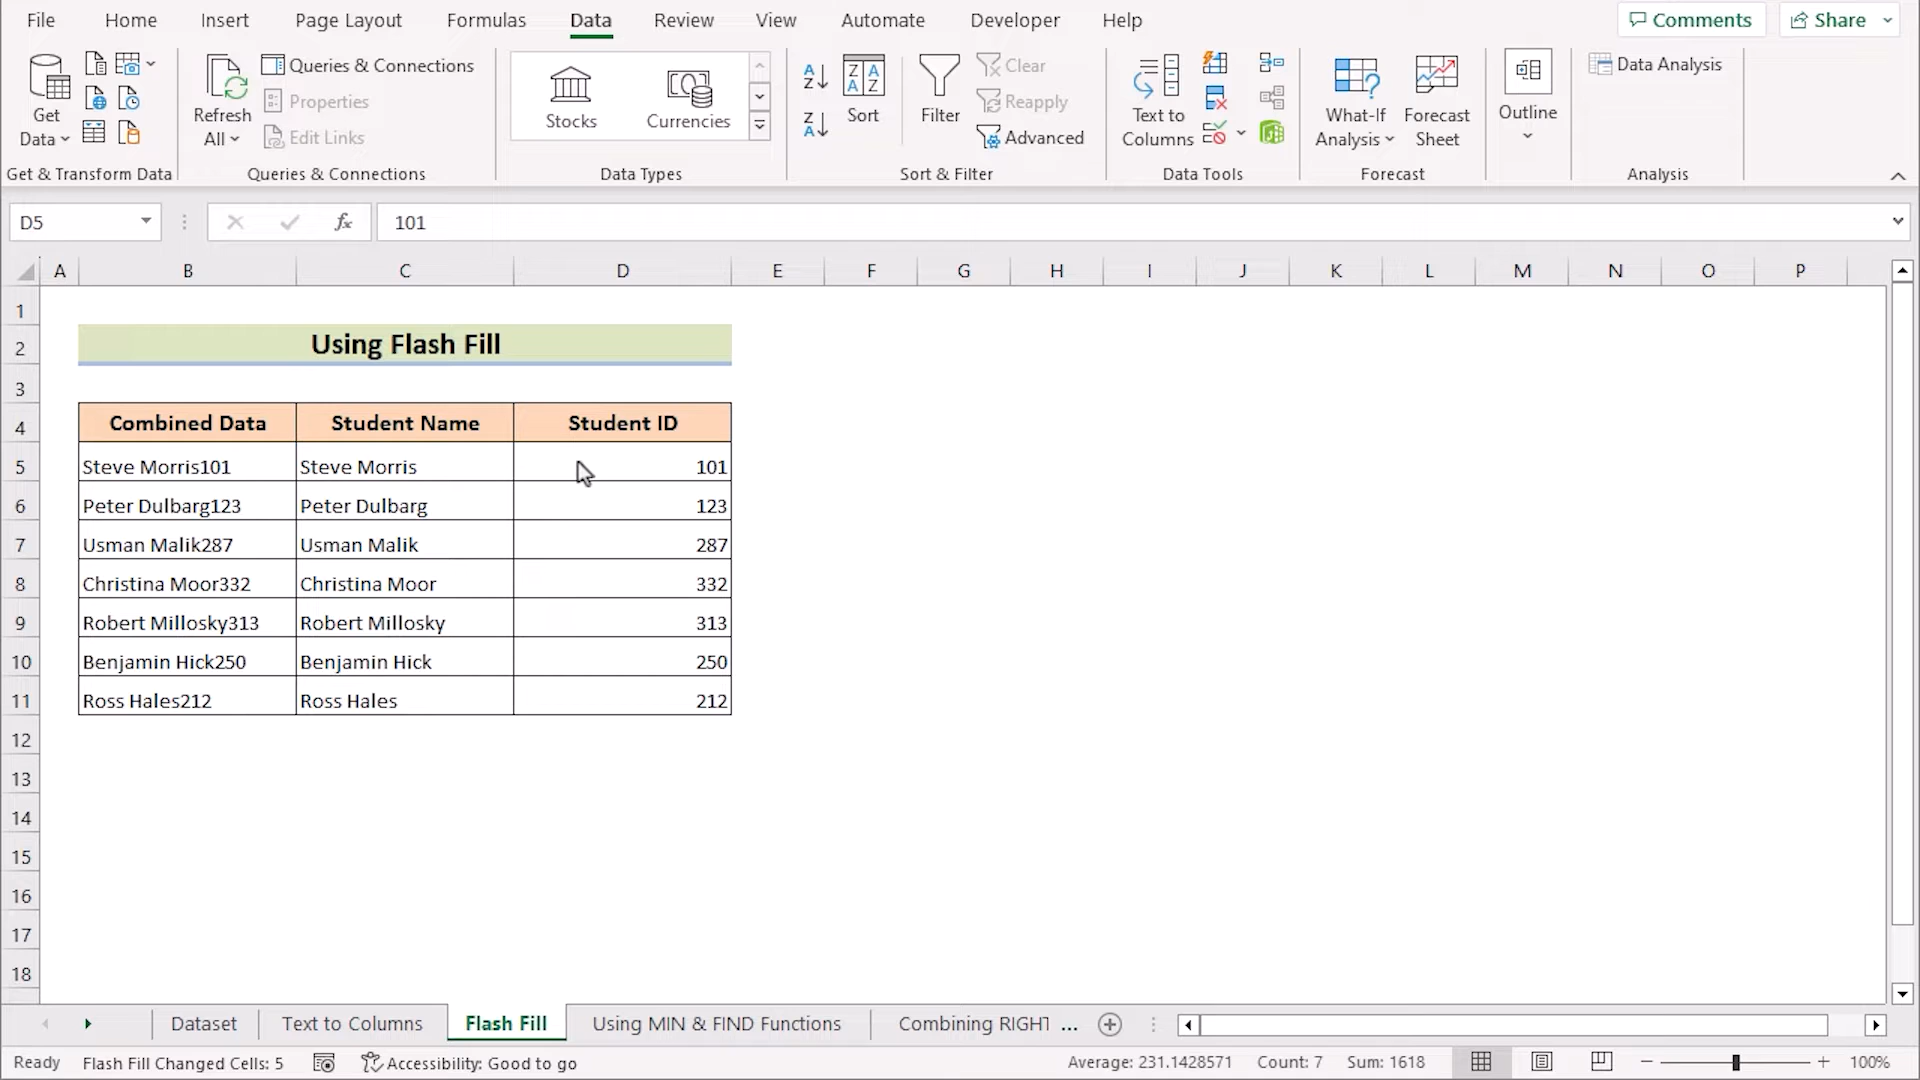 File Home Insert Page Layout Formulas Data Review View Automate Developer Help Comments Share
Get Data
Refresh All
Queries & Connections
Properties
Edit Links
Stocks
Currencies
Sort
Filter
Clear
Reapply
Advanced
Text to Columns
What-If Analysis
Forecast Sheet
Outline
Data Analysis
Get & Transform Data Queries & Connections Data Types Sort & Filter Data Tools Forecast Analysis
D5 fx 101
A B C D E F G H I J K L M N O P
1
2 Using Flash Fill
3
4 Combined Data Student Name Student ID
5 Steve Morris101 Steve Morris 101
6 Peter Dulbarg123 Peter Dulbarg 123
7 Usman Malik287 Usman Malik 287
8 Christina Moor332 Christina Moor 332
9 Robert Millosky313 Robert Millosky 313
10 Benjamin Hick250 Benjamin Hick 250
11 Ross Hales212 Ross Hales 212
12
13
14
15
16
17
18
Dataset Text to Columns Flash Fill Using MIN & FIND Functions Combining RIGHT ...
Ready Flash Fill Changed Cells: 5 Accessibility: Good to go Average: 231.1428571 Count: 7 Sum: 1618 100%